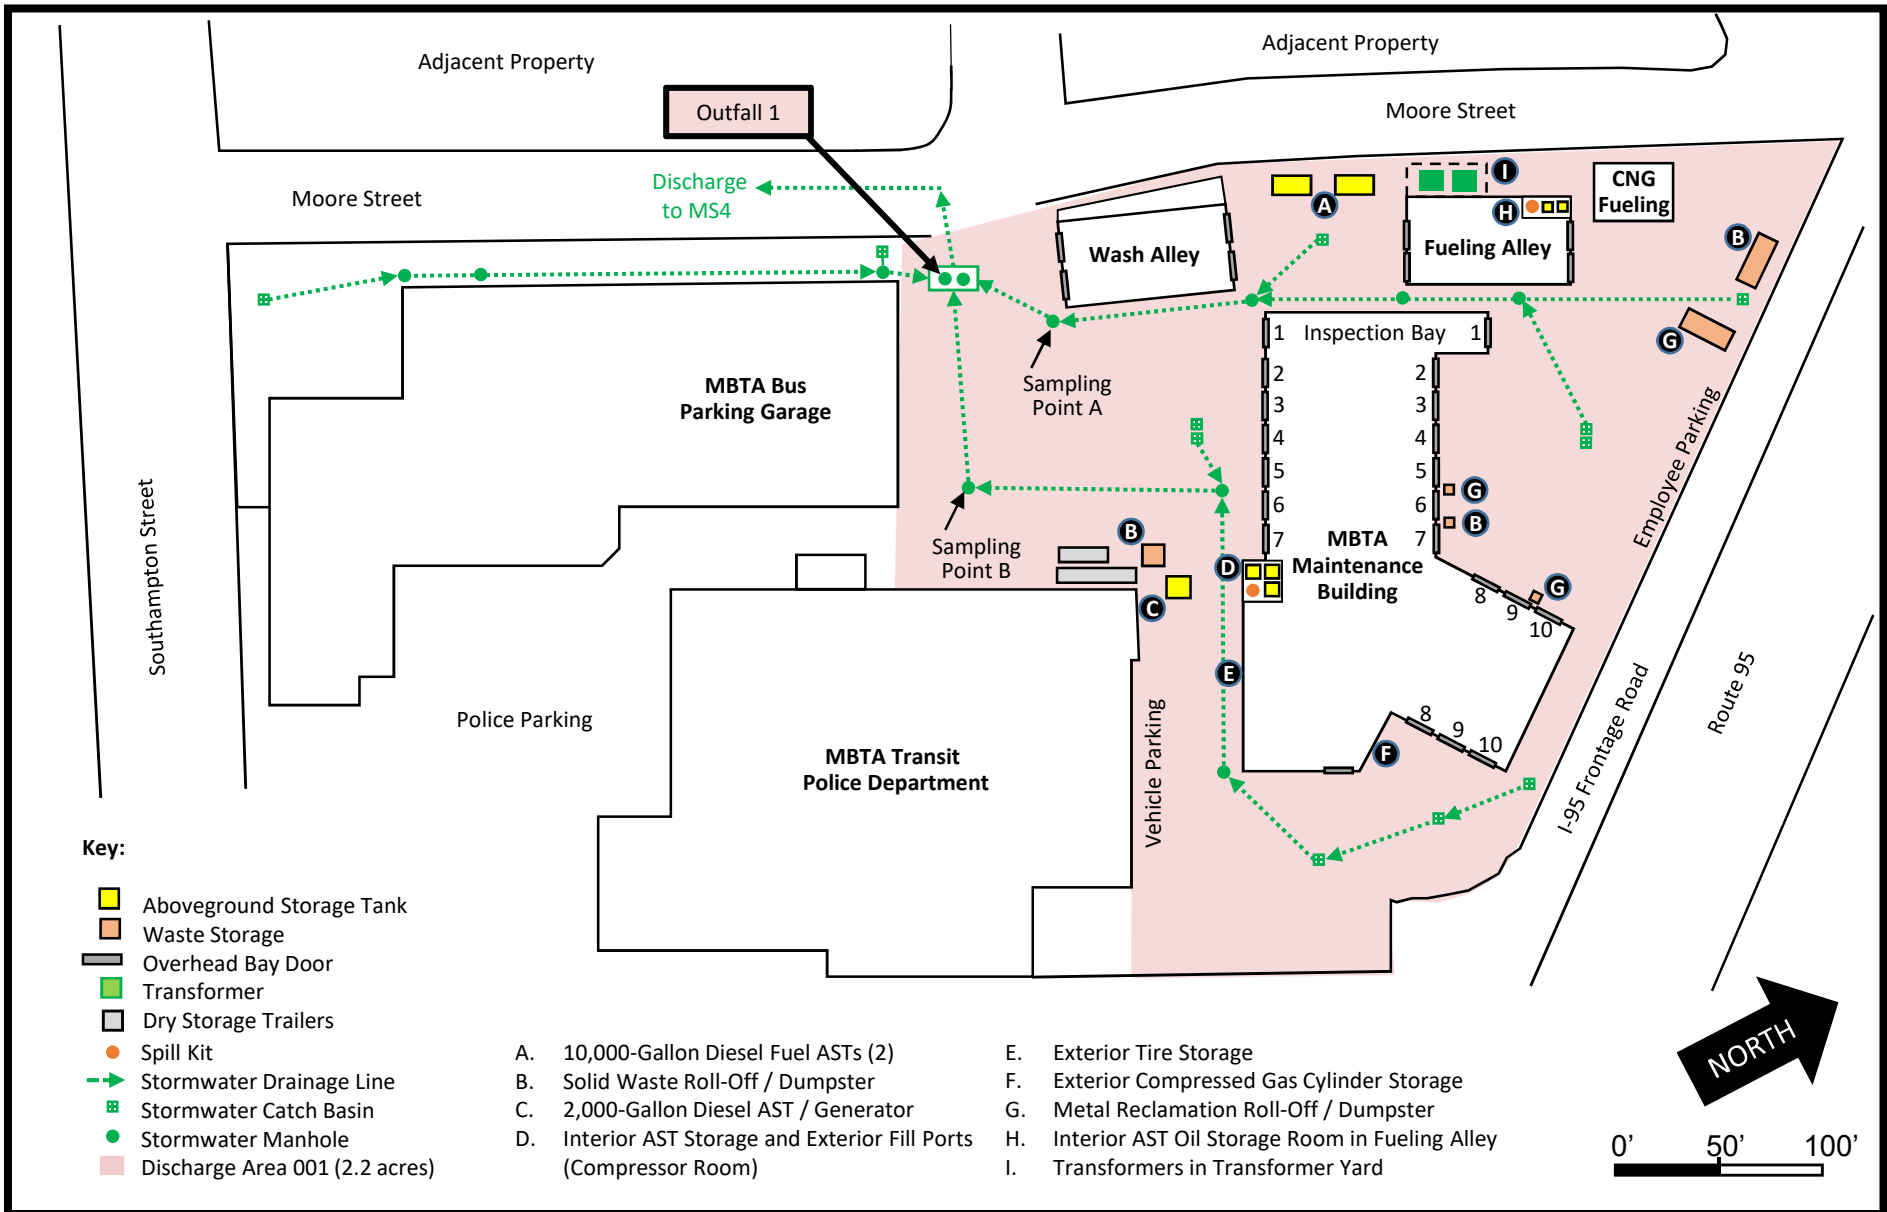 Adjacent Property
Adjacent Property
Outfall 1
Moore Street
Discharge
to MS4
Moore Street
I
CNG
Fueling
A
H
Wash Alley
Fueling Alley
B
G
1 Inspection Bay 1
2 2
3 3
4 4
5 5
6 6
7 7
Sampling
Point A
MBTA Bus
Parking Garage
Employee Parking
G
B
Southampton Street
Sampling
Point B
B
D
MBTA
Maintenance
Building
C
G
8
9
10
E
Police Parking
Vehicle Parking
8
9
10
F
MBTA Transit
Police Department
I-95 Frontage Road
Route 95
Key:
Aboveground Storage Tank
Waste Storage
Overhead Bay Door
Transformer
Dry Storage Trailers
Spill Kit
Stormwater Drainage Line
Stormwater Catch Basin
Stormwater Manhole
Discharge Area 001 (2.2 acres)
A. 10,000-Gallon Diesel Fuel ASTs (2)
B. Solid Waste Roll-Off / Dumpster
C. 2,000-Gallon Diesel AST / Generator
D. Interior AST Storage and Exterior Fill Ports
(Compressor Room)
E. Exterior Tire Storage
F. Exterior Compressed Gas Cylinder Storage
G. Metal Reclamation Roll-Off / Dumpster
H. Interior AST Oil Storage Room in Fueling Alley
I. Transformers in Transformer Yard
NORTH
0' 50' 100'